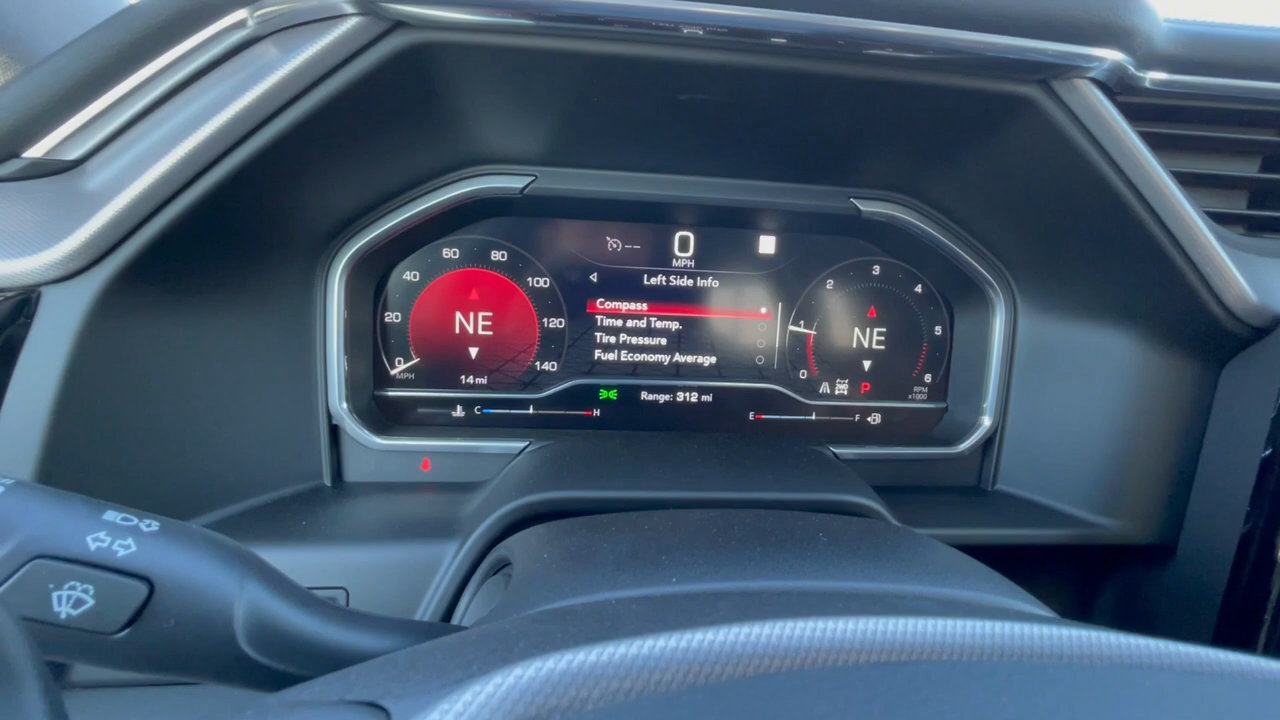 0
MPH
Left Side Info
Compass
Time and Temp.
Tire Pressure
Fuel Economy Average
0
20
40
60
80
100
120
140
MPH
NE
14 mi
0
1
2
3
4
5
6
RPM
x1000
NE
2WD
P
Range: 312 mi
C
H
E
F